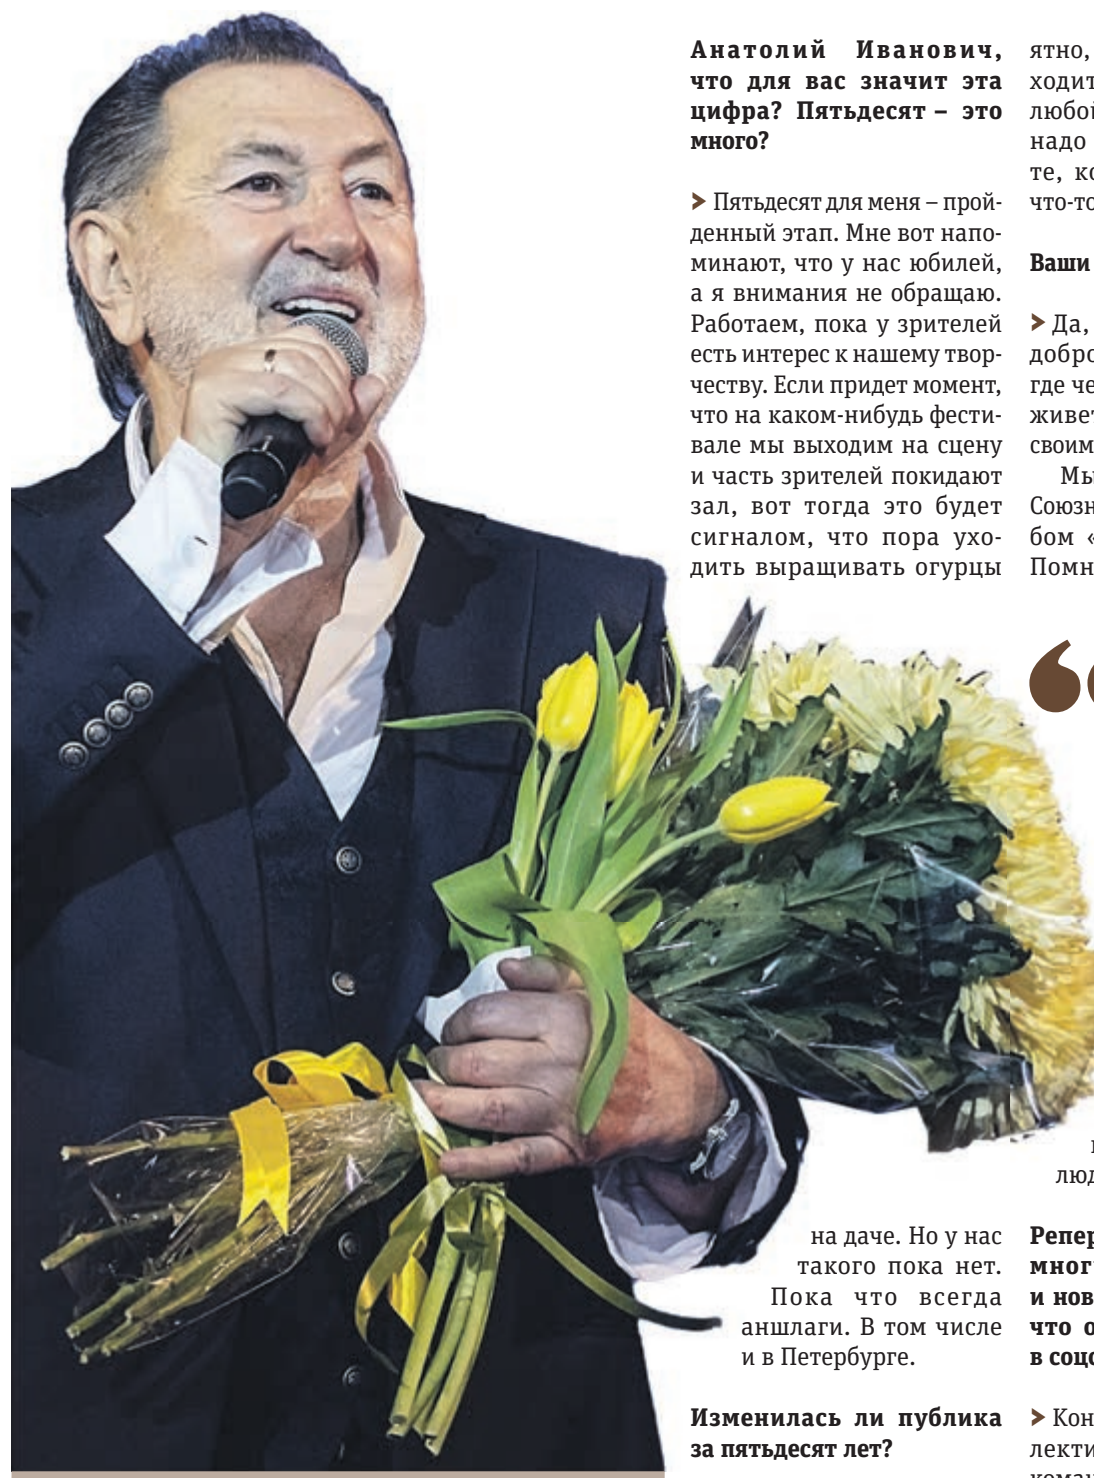 Анатолий Иванович,
что для вас значит эта
цифра? Пятьдесят – это
много?
> Пятьдесят для меня – прой-
денный этап. Мне вот напо-
минают, что у нас юбилей,
а я внимания не обращаю.
Работаем, пока у зрителей
есть интерес к нашему твор-
честву. Если придет момент,
что на каком-нибудь фести-
вале мы выходим на сцену
и часть зрителей покидают
зал, вот тогда это будет
сигналом, что пора ухо-
дить выращивать огурцы
на даче. Но у нас
такого пока нет.
Пока что всегда
аншлаги. В том числе
и в Петербурге.
Изменилась ли публика
за пятьдесят лет?
ятно,
ходит
любой
надо
те, ко
что-то
Ваши
> Да,
добро
где че
живет
своим
Мы
Союзн
бом «
Помн
люд
Репер
мног
и нов
что о
в соц
> Кон
лекти